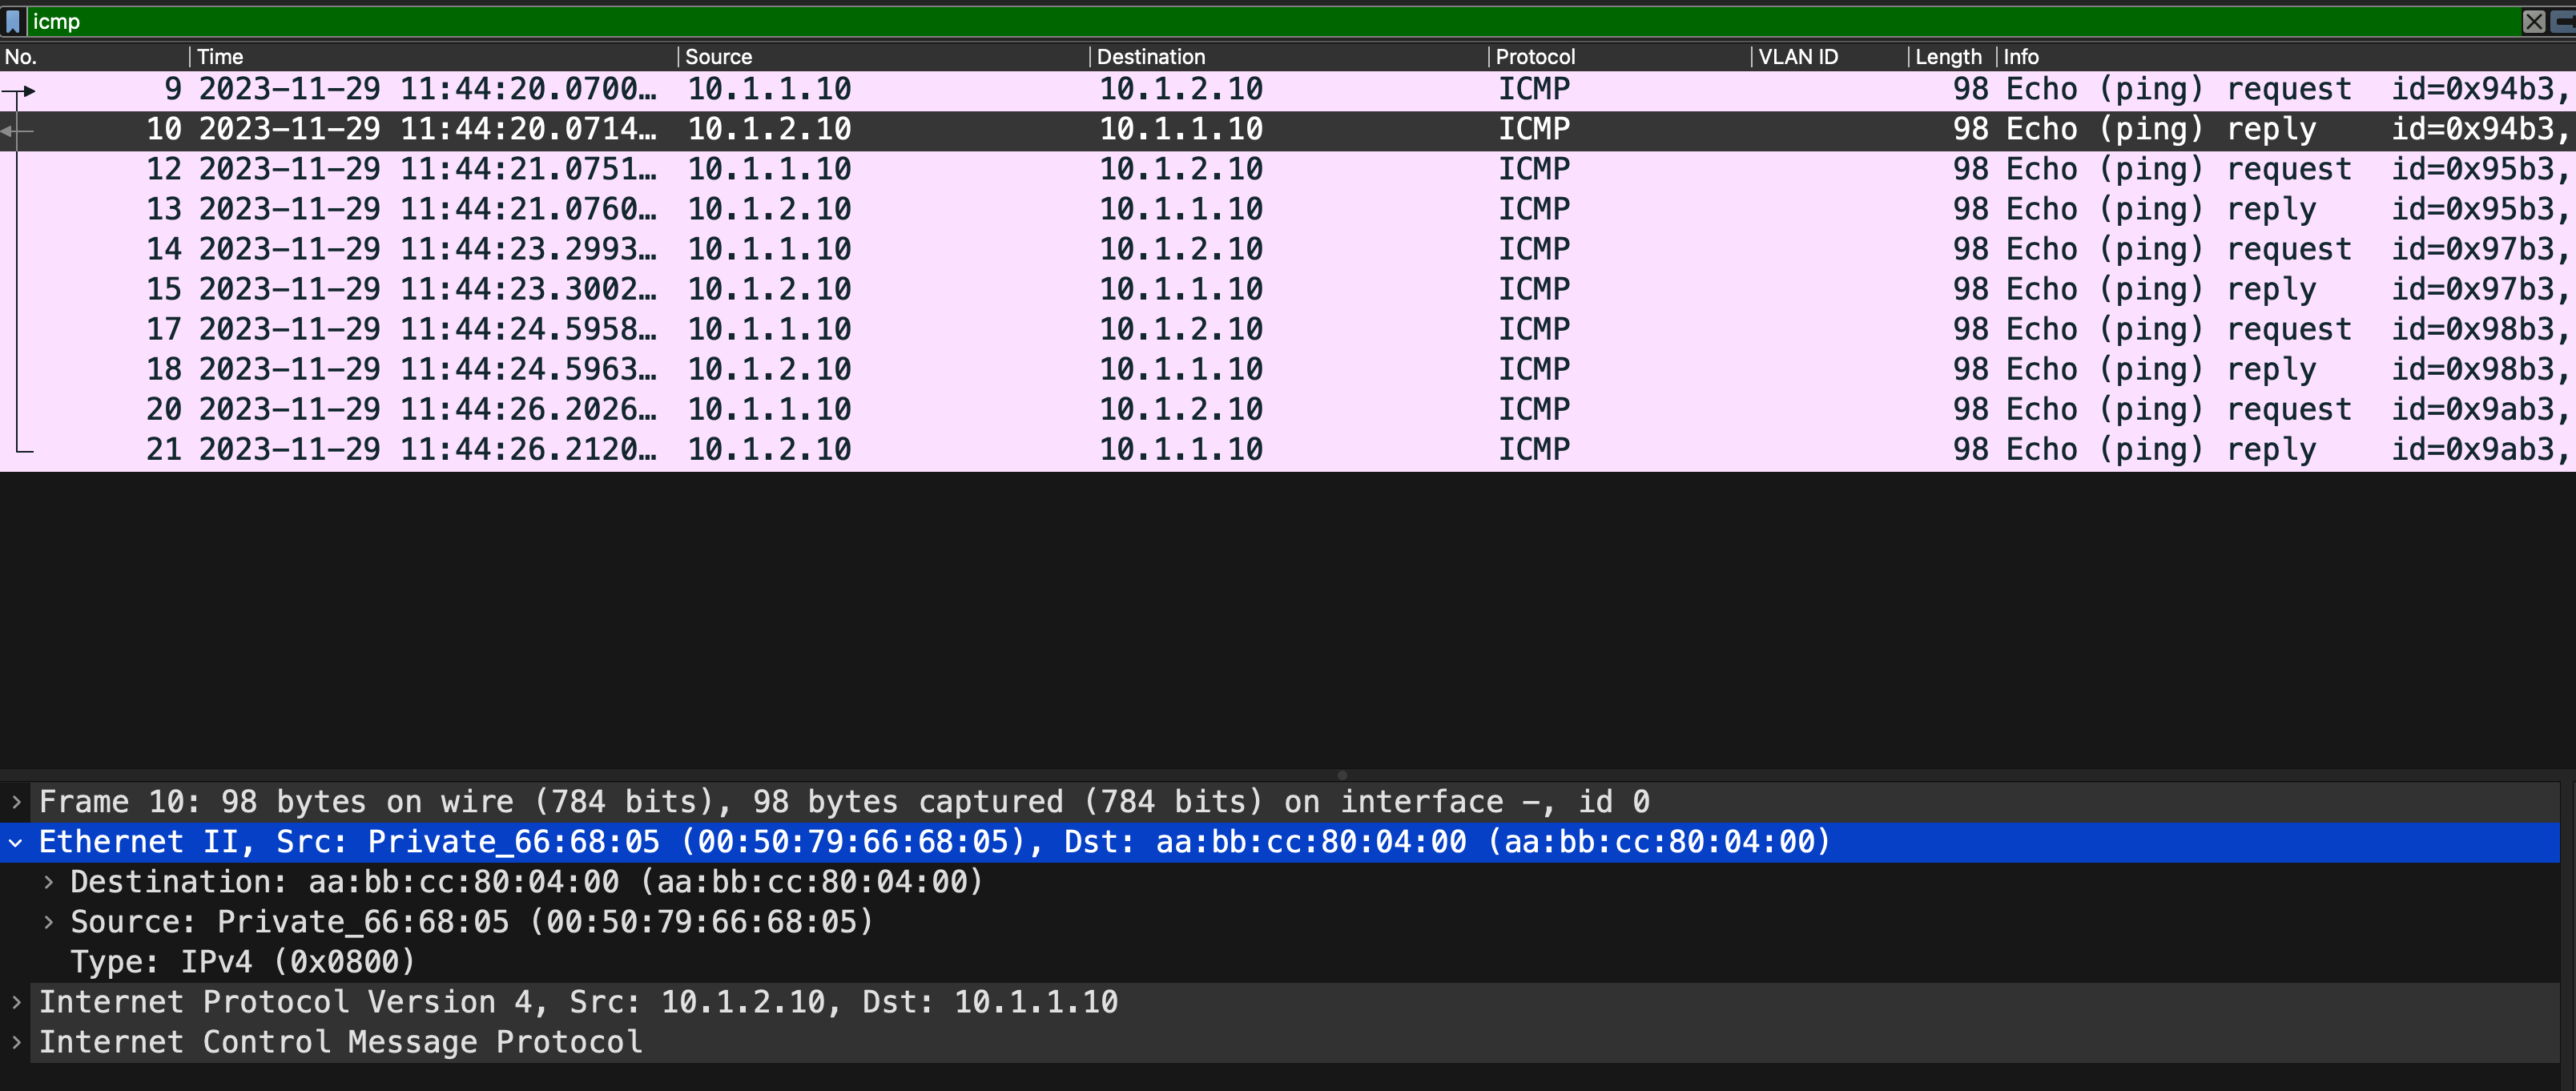 icmp
No. Time Source Destination Protocol VLAN ID Length Info
9 2023-11-29 11:44:20.0700… 10.1.1.10 10.1.2.10 ICMP 98 Echo (ping) request id=0x94b3,
10 2023-11-29 11:44:20.0714… 10.1.2.10 10.1.1.10 ICMP 98 Echo (ping) reply id=0x94b3,
12 2023-11-29 11:44:21.0751… 10.1.1.10 10.1.2.10 ICMP 98 Echo (ping) request id=0x95b3,
13 2023-11-29 11:44:21.0760… 10.1.2.10 10.1.1.10 ICMP 98 Echo (ping) reply id=0x95b3,
14 2023-11-29 11:44:23.2993… 10.1.1.10 10.1.2.10 ICMP 98 Echo (ping) request id=0x97b3,
15 2023-11-29 11:44:23.3002… 10.1.2.10 10.1.1.10 ICMP 98 Echo (ping) reply id=0x97b3,
17 2023-11-29 11:44:24.5958… 10.1.1.10 10.1.2.10 ICMP 98 Echo (ping) request id=0x98b3,
18 2023-11-29 11:44:24.5963… 10.1.2.10 10.1.1.10 ICMP 98 Echo (ping) reply id=0x98b3,
20 2023-11-29 11:44:26.2026… 10.1.1.10 10.1.2.10 ICMP 98 Echo (ping) request id=0x9ab3,
21 2023-11-29 11:44:26.2120… 10.1.2.10 10.1.1.10 ICMP 98 Echo (ping) reply id=0x9ab3,
Frame 10: 98 bytes on wire (784 bits), 98 bytes captured (784 bits) on interface -, id 0
Ethernet II, Src: Private_66:68:05 (00:50:79:66:68:05), Dst: aa:bb:cc:80:04:00 (aa:bb:cc:80:04:00)
Destination: aa:bb:cc:80:04:00 (aa:bb:cc:80:04:00)
Source: Private_66:68:05 (00:50:79:66:68:05)
Type: IPv4 (0x0800)
Internet Protocol Version 4, Src: 10.1.2.10, Dst: 10.1.1.10
Internet Control Message Protocol